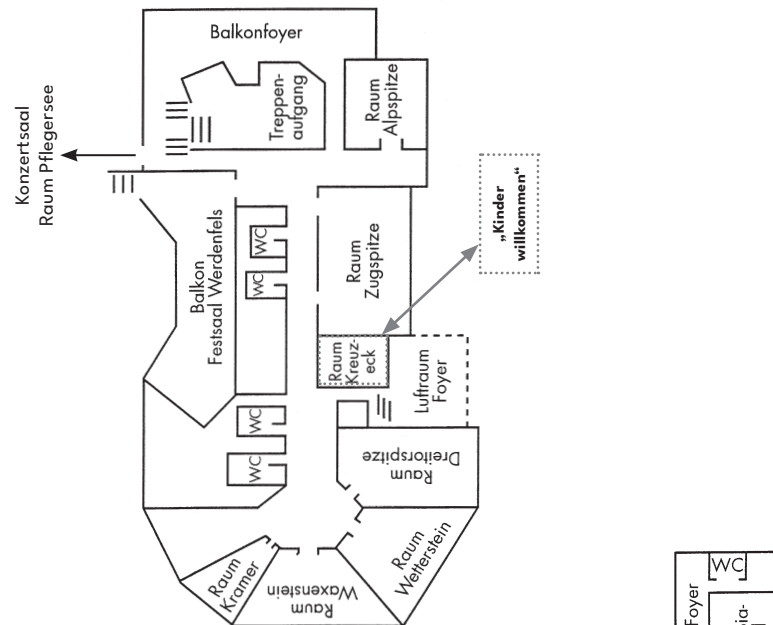 Balkonfoyer
Treppen-
aufgang
Raum
Alpspitze
Konzertsaal
Raum Pflegersee
„Kinder
willkommen“
Balkon
Festsaal Werdenfels
WC
WC
Raum
Zugspitze
Raum
Kreuz-
eck
Luftraum
Foyer
WC
WC
Raum
Dreitorspitze
Raum
Wetterstein
Raum
Kramer
Raum
Waxenstein
WC
Foyer